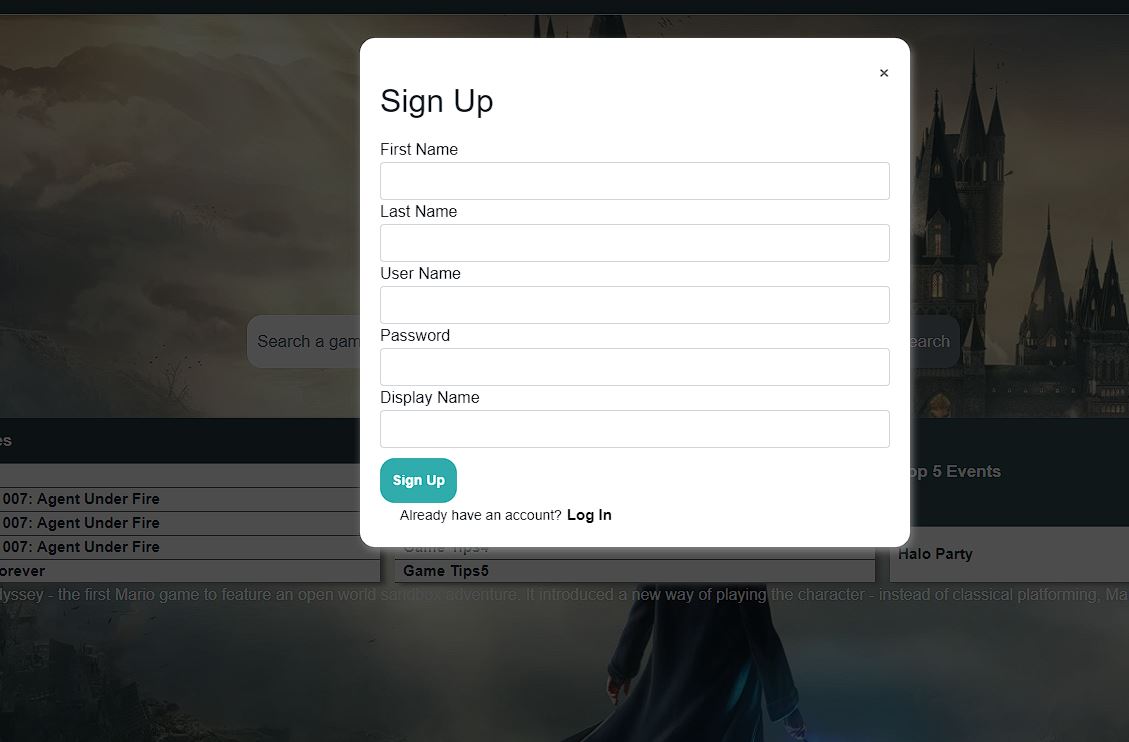 ×
Sign Up
First Name
Last Name
User Name
Password
Display Name
Sign Up
Already have an account? Log In
Search a gam
earch
es
007: Agent Under Fire
007: Agent Under Fire
007: Agent Under Fire
orever
Game Tips4
Game Tips5
op 5 Events
Halo Party
lyssey - the first Mario game to feature an open world sandbox adventure. It introduced a new way of playing the character - instead of classical platforming, Ma